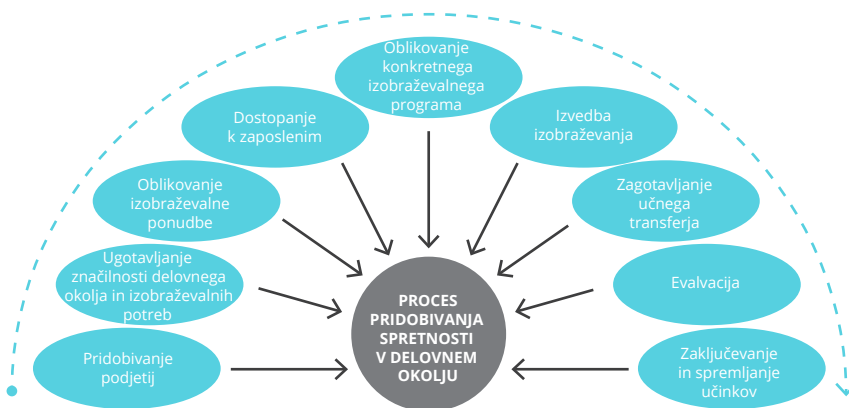 Pridobivanje
podjetij
Ugotavljanje
značilnosti delovnega
okolja in izobraževalnih
potreb
Oblikovanje
izobraževalne
ponudbe
Dostopanje
k zaposlenim
Oblikovanje
konkretnega
izobraževalnega
programa
Izvedba
izobraževanja
Zagotavljanje
učnega
transferja
Evalvacija
Zaključevanje
in spremljanje
učinkov
PROCES
PRIDOBIVANJA
SPRETNOSTI
V DELOVNEM
OKOLJU